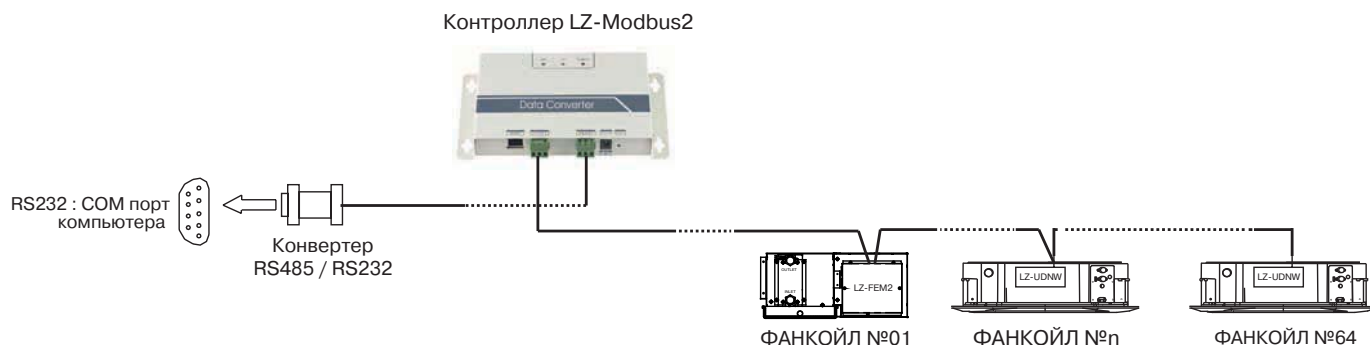 Контроллер LZ-Modbus2
Data Converter
RS232 : COM порт
компьютера
Конвертер
RS485 / RS232
OUTLET
INLET
LZ-FEM2
LZ-UDNW
LZ-UDNW
ФАНКОЙЛ №01
ФАНКОЙЛ №n
ФАНКОЙЛ №64